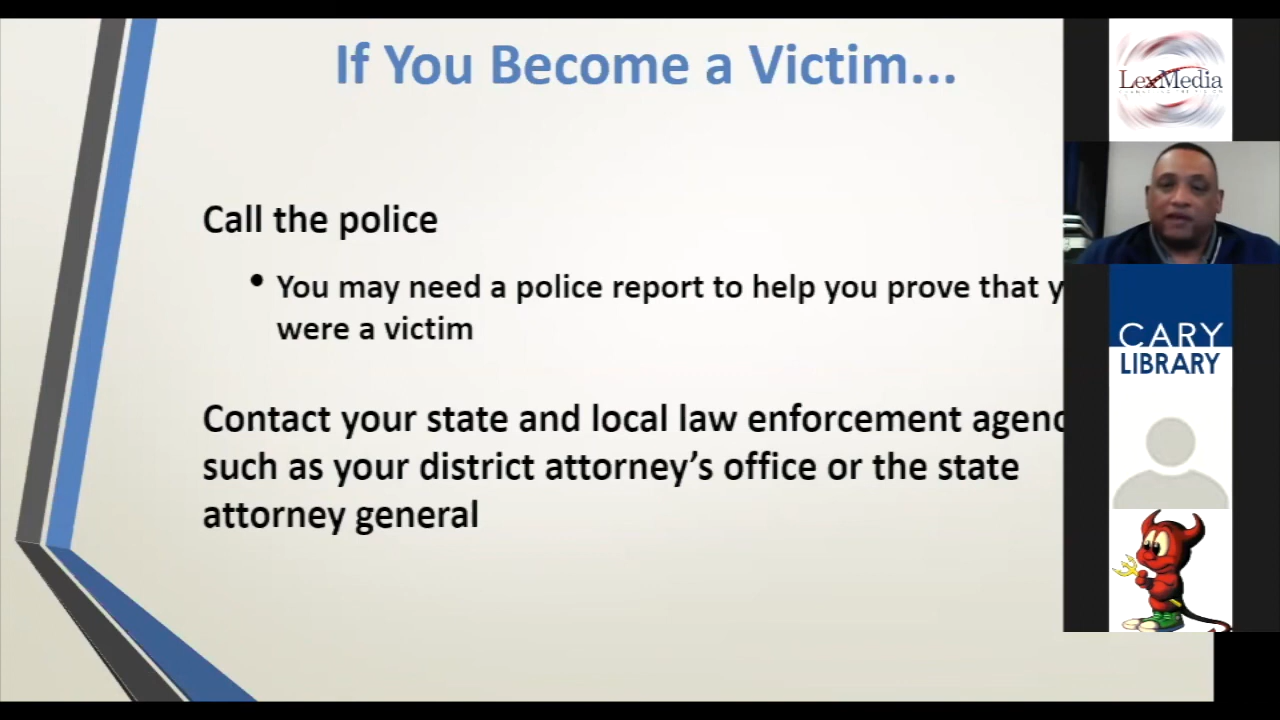 If You Become a Victim...
Call the police
• You may need a police report to help you prove that y
were a victim
Contact your state and local law enforcement agenc
such as your district attorney's office or the state
attorney general
LexMedia
CARY
LIBRARY